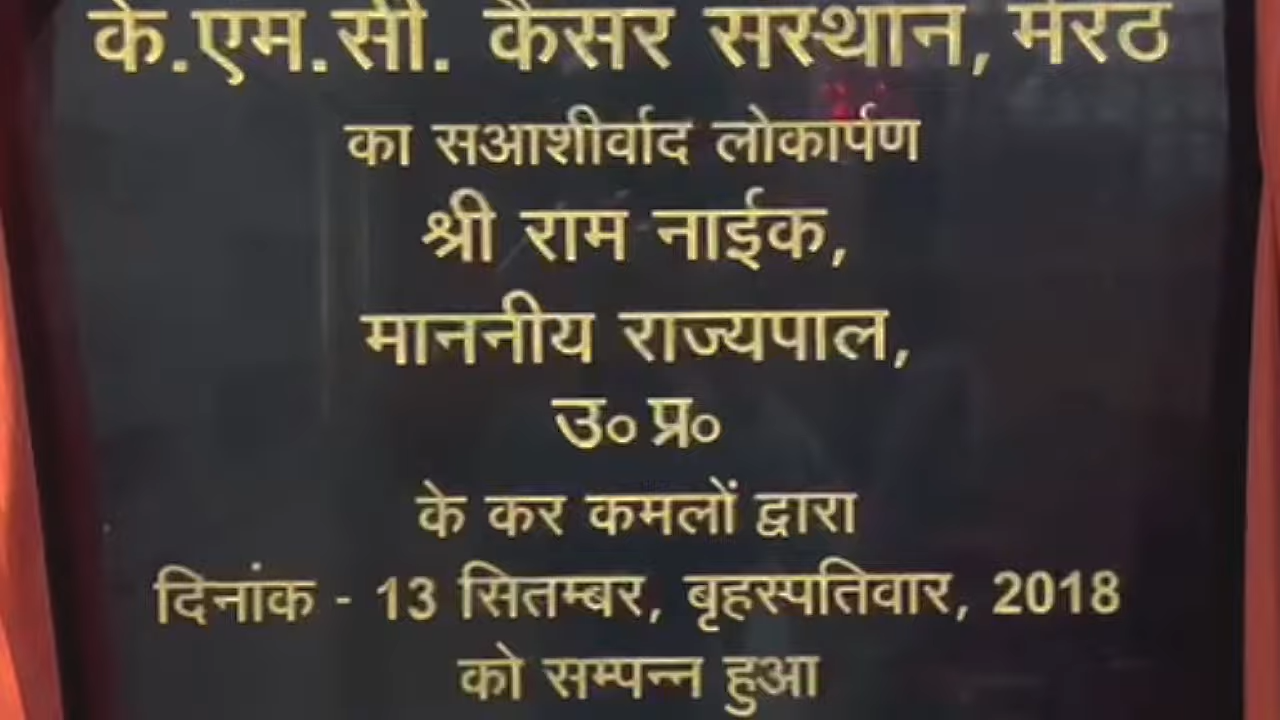 के.एम.सी. कैंसर संस्थान, मेरठ
का सआशीर्वाद लोकार्पण
श्री राम नाईक,
माननीय राज्यपाल,
उ० प्र०
के कर कमलों द्वारा
दिनांक - 13 सितम्बर, बृहस्पतिवार, 2018
को सम्पन्न हुआ